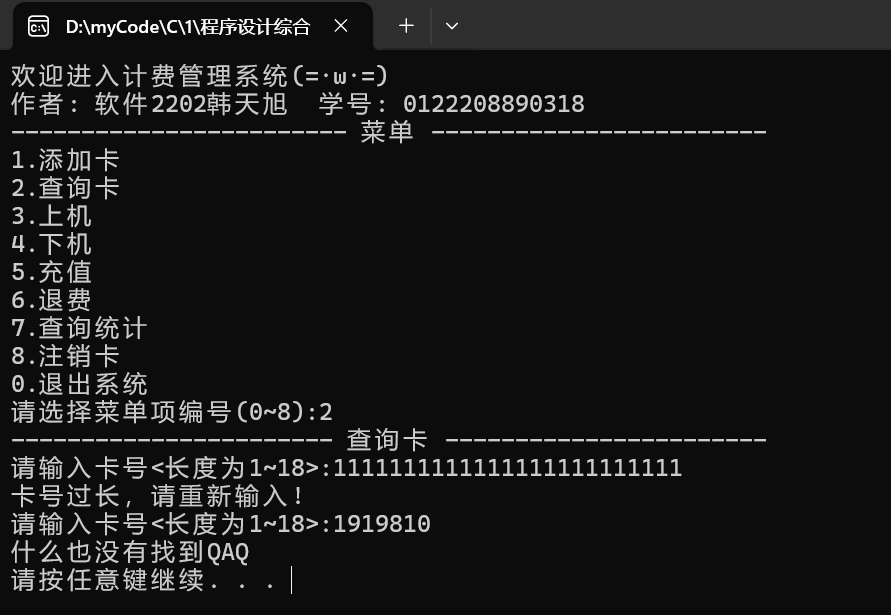 D:\myCode\C\1\程序设计综合
欢迎进入计费管理系统(=·ω·=)
作者: 软件2202韩天旭  学号: 0122208890318
------------------------ 菜单 ------------------------
1.添加卡
2.查询卡
3.上机
4.下机
5.充值
6.退费
7.查询统计
8.注销卡
0.退出系统
请选择菜单项编号(0~8):2
----------------------- 查询卡 -----------------------
请输入卡号<长度为1~18>:1111111111111111111111111
卡号过长, 请重新输入!
请输入卡号<长度为1~18>:1919810
什么也没有找到QAQ
请按任意键继续. . .